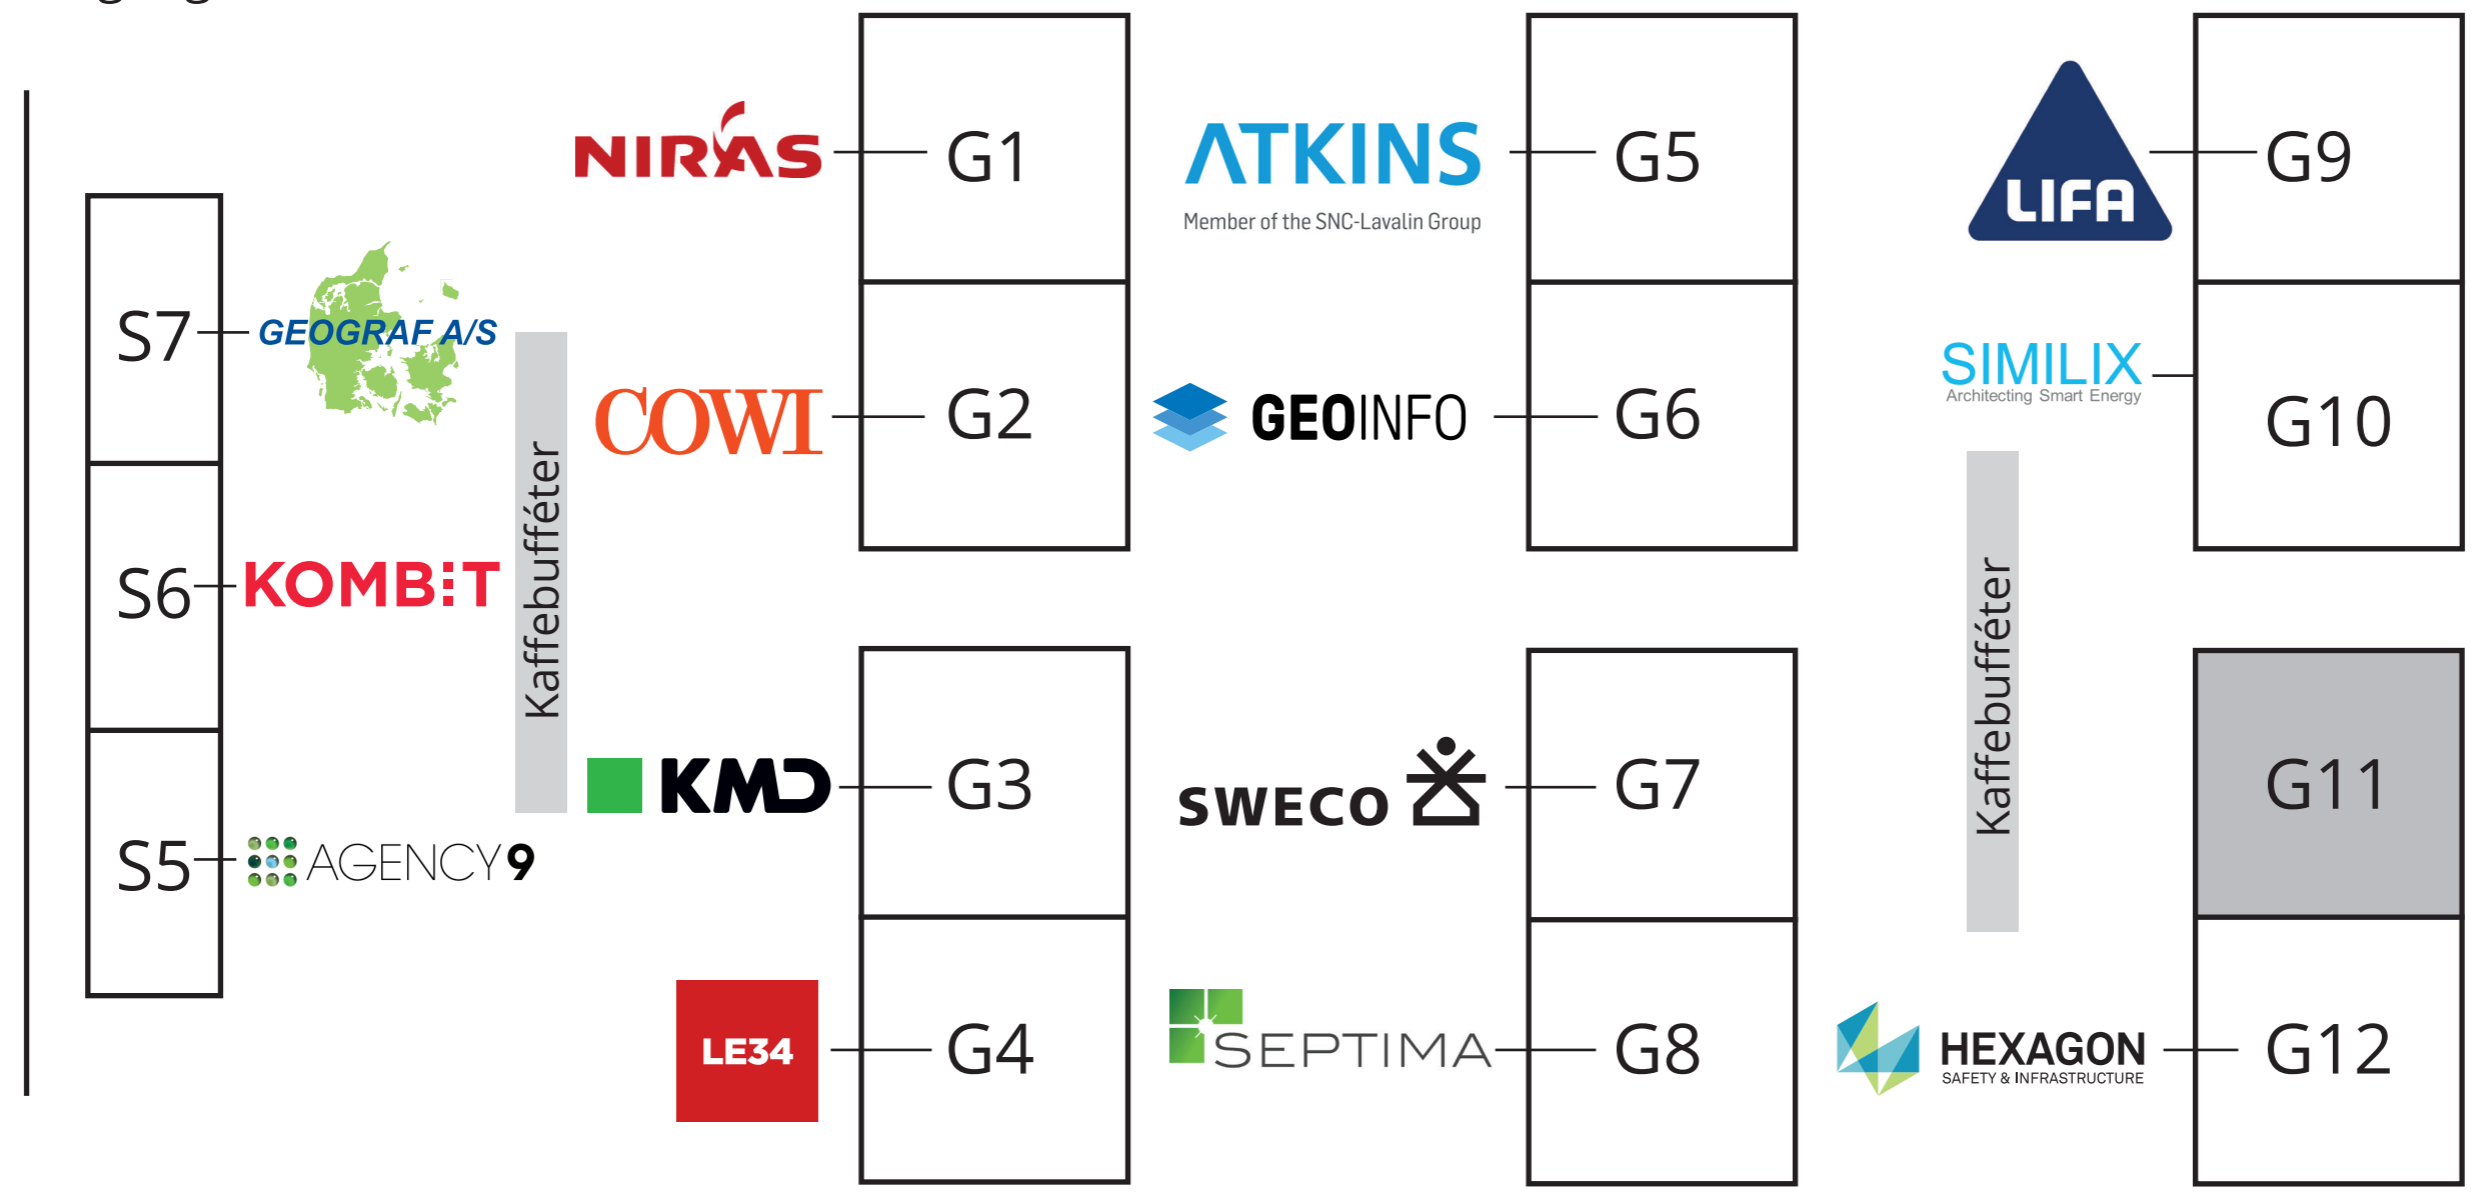 NIRAS
G1
ATKINS
Member of the SNC-Lavalin Group
G5
LIFA
G9
S7
GEOGRAF A/S
COWI
G2
GEOINFO
G6
SIMILIX
Architecting Smart Energy
G10
Kaffebufféter
S6
KOMBIT
Kaffebufféter
KMD
G3
SWECO
G7
G11
S5
AGENCY9
LE34
G4
SEPTIMA
G8
HEXAGON
SAFETY & INFRASTRUCTURE
G12